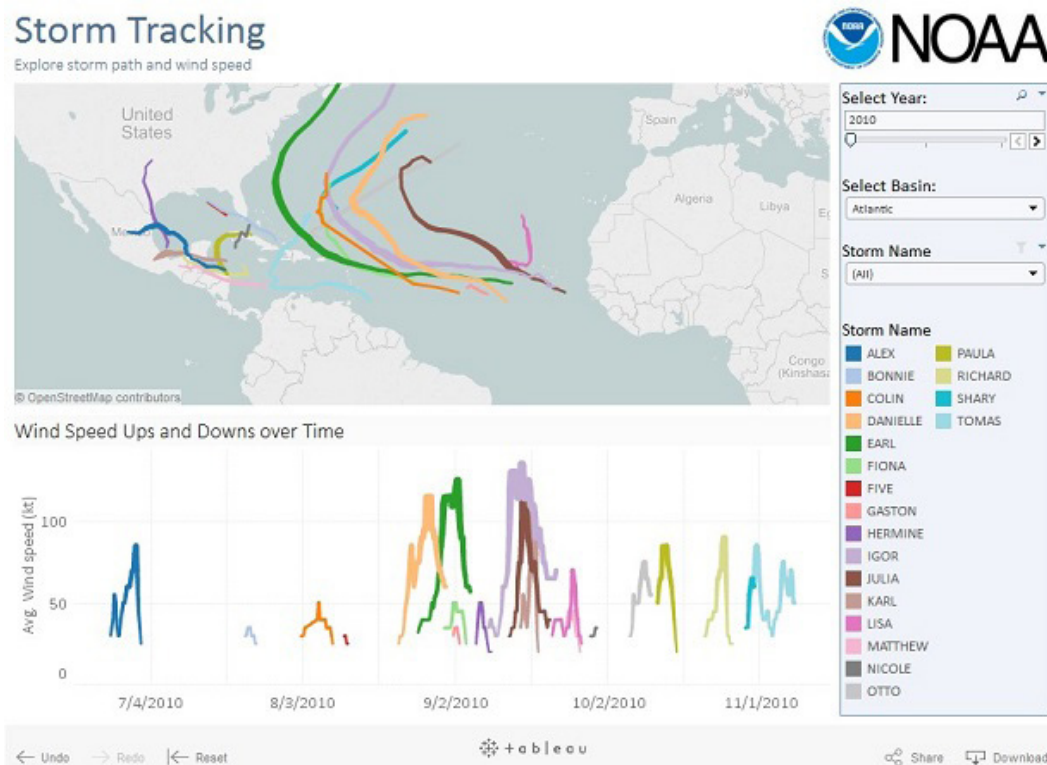 Storm Tracking
Explore storm path and wind speed
NOAA
NOAA
United
States
Spain
Italy
Algeria
Libya
Congo
(Kinshasa
© OpenStreetMap contributors
Select Year:
2010
Select Basin:
Atlantic
Storm Name
(All)
Storm Name
ALEX
BONNIE
COLIN
DANIELLE
EARL
FIONA
FIVE
GASTON
HERMINE
IGOR
JULIA
KARL
LISA
MATTHEW
NICOLE
OTTO
PAULA
RICHARD
SHARY
TOMAS
Wind Speed Ups and Downs over Time
Avg. Wind speed (kt)
100
50
0
7/4/2010
8/3/2010
9/2/2010
10/2/2010
11/1/2010
Undo
Redo
Reset
+ableau
Share
Download